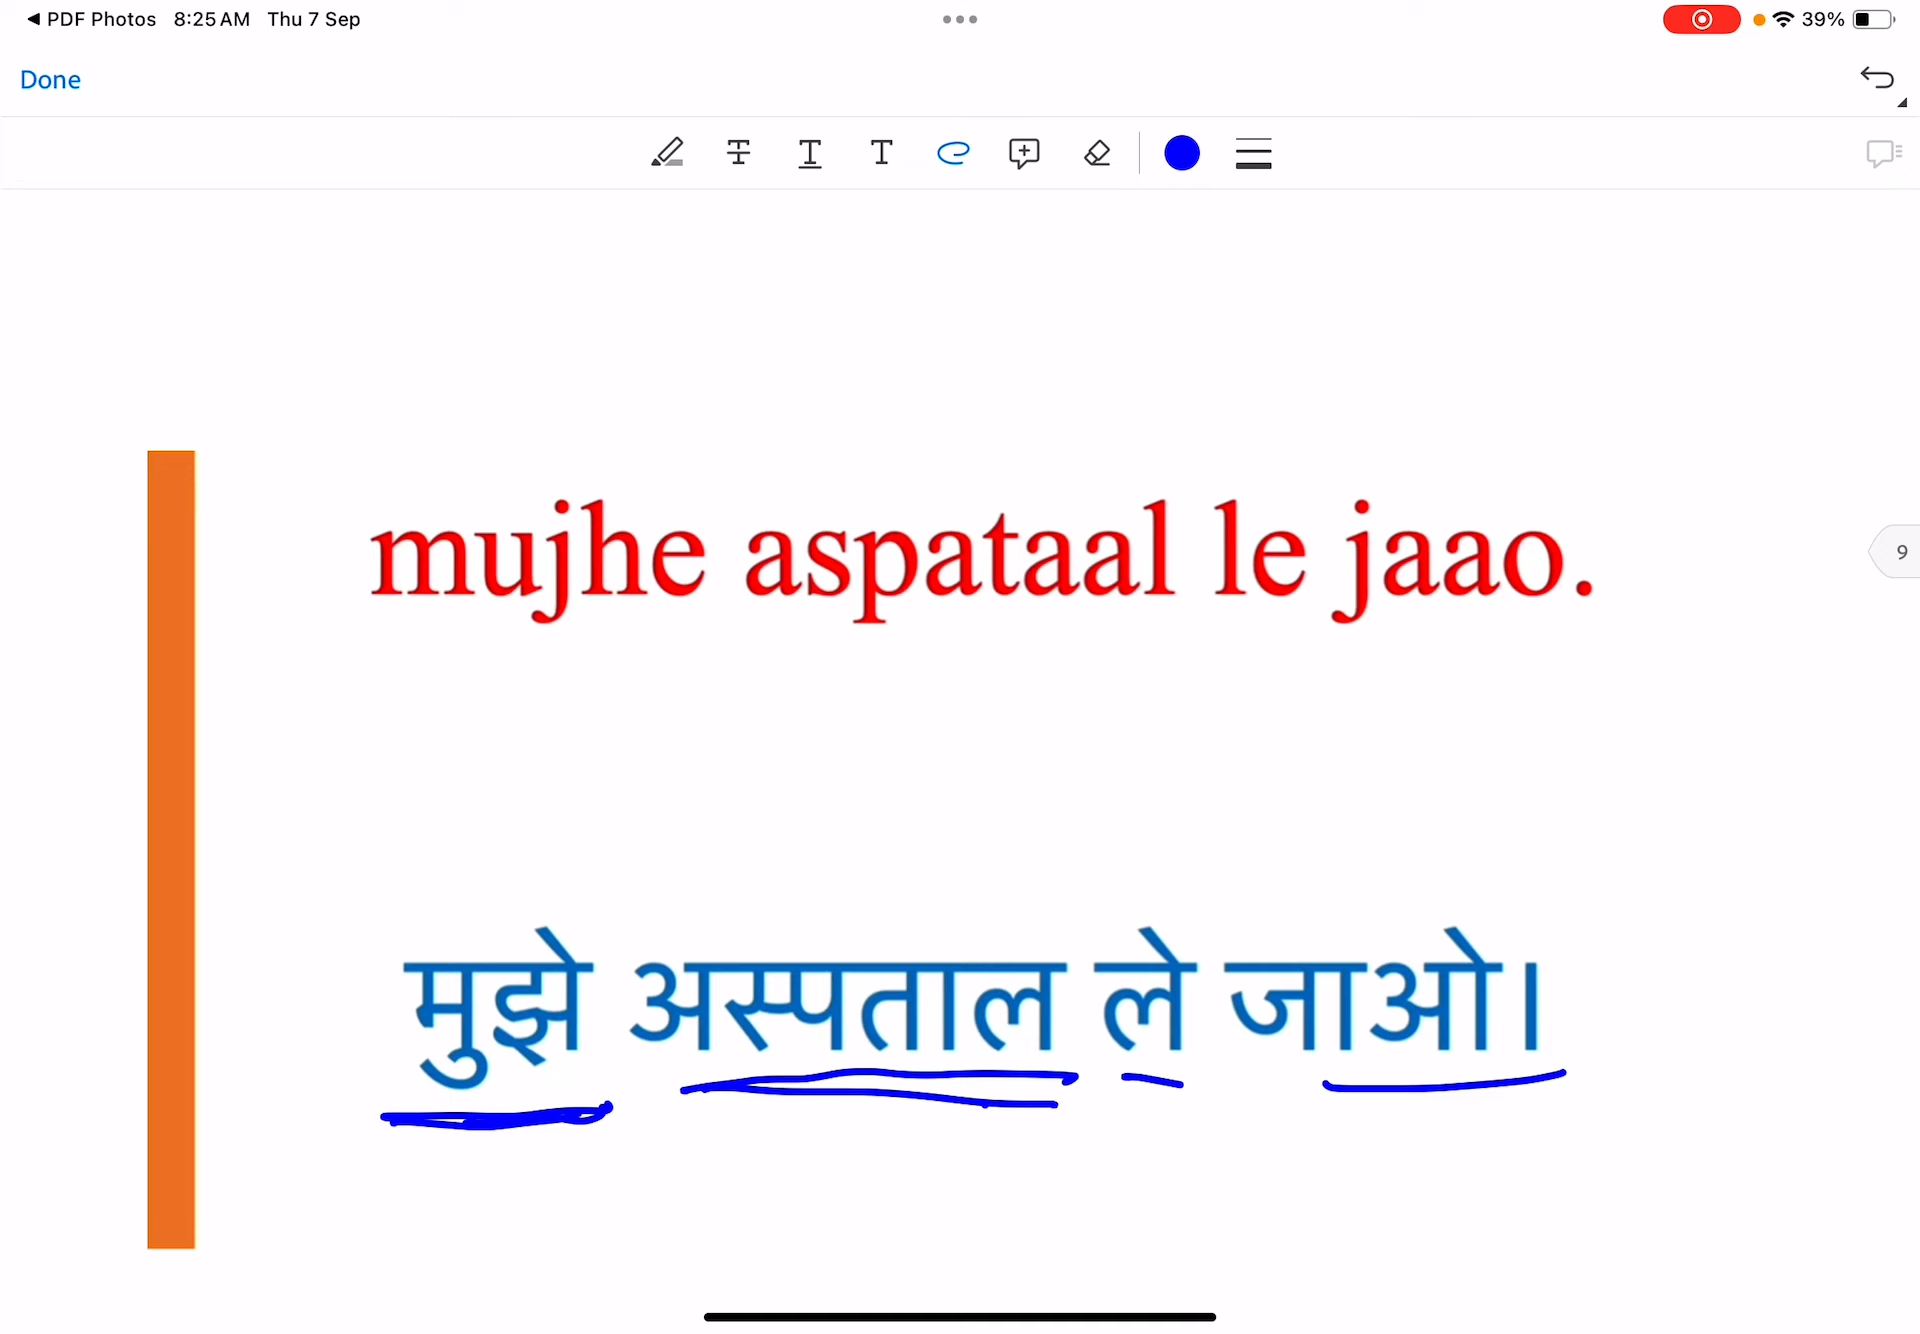 ◀ PDF Photos 8:25 AM Thu 7 Sep 39%
Done
T T T
9
mujhe aspataal le jaao.
मुझे अस्पताल ले जाओ।